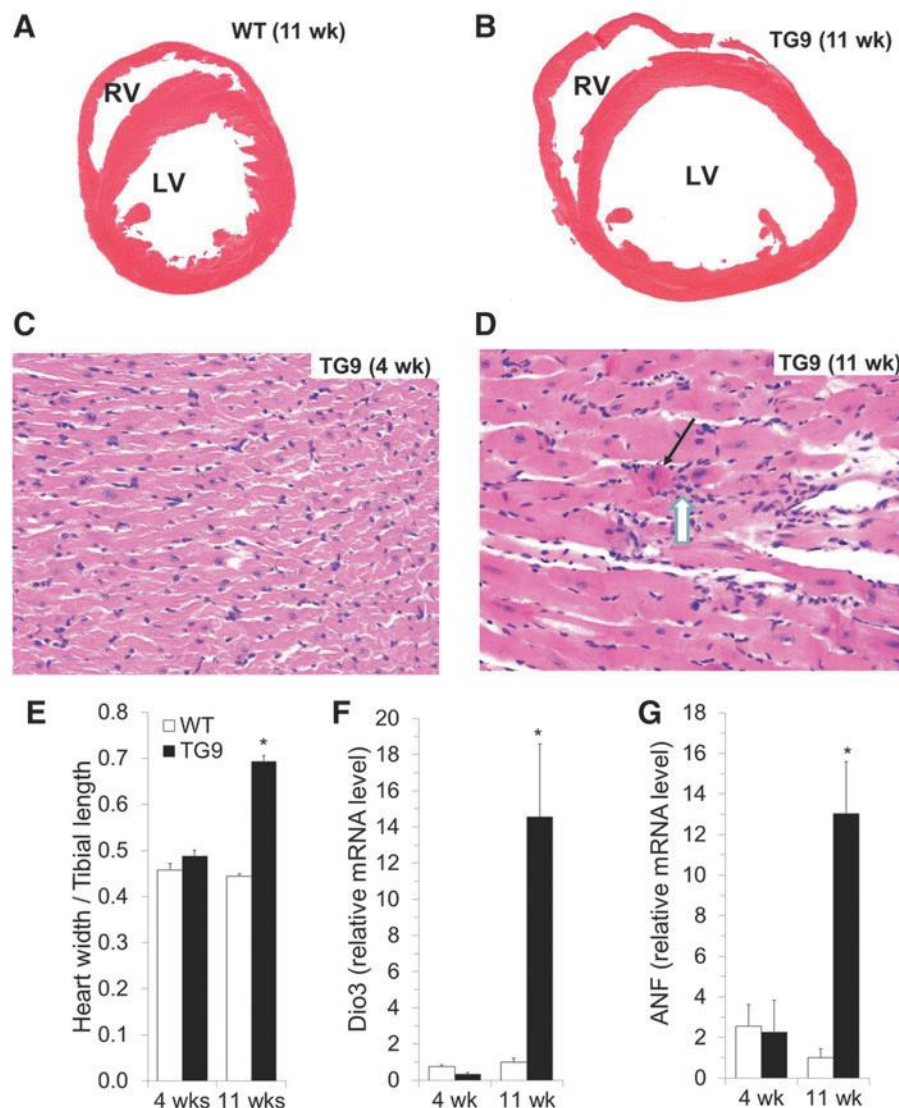 A
WT (11 wk)
RV
LV
B
TG9 (11 wk)
RV
LV
C
TG9 (4 wk)
D
TG9 (11 wk)
E
Heart width / Tibial length
0.8
0.7
0.6
0.5
0.4
0.3
0.2
0.1
0.0
WT
TG9
*
4 wks 11 wks
F
Dio3 (relative mRNA level)
20
18
16
14
12
10
8
6
4
2
0
*
4 wk 11 wk
G
ANF (relative mRNA level)
18
16
14
12
10
8
6
4
2
0
*
4 wk 11 wk